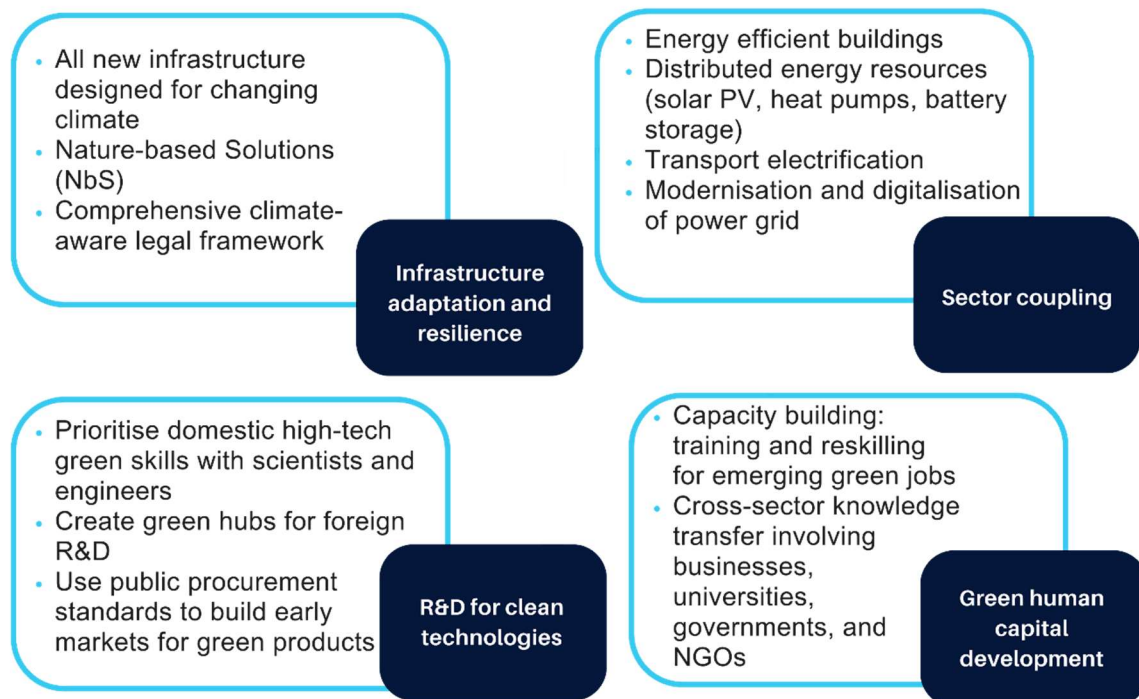 • All new infrastructure
designed for changing
climate
• Nature-based Solutions
(NbS)
• Comprehensive climate-
aware legal framework
Infrastructure
adaptation and
resilience
• Energy efficient buildings
• Distributed energy resources
(solar PV, heat pumps, battery
storage)
• Transport electrification
• Modernisation and digitalisation
of power grid
Sector coupling
• Prioritise domestic high-tech
green skills with scientists and
engineers
• Create green hubs for foreign
R&D
• Use public procurement
standards to build early
markets for green products
R&D for clean
technologies
• Capacity building:
training and reskilling
for emerging green jobs
• Cross-sector knowledge
transfer involving
businesses,
universities,
governments, and
NGOs
Green human
capital
development